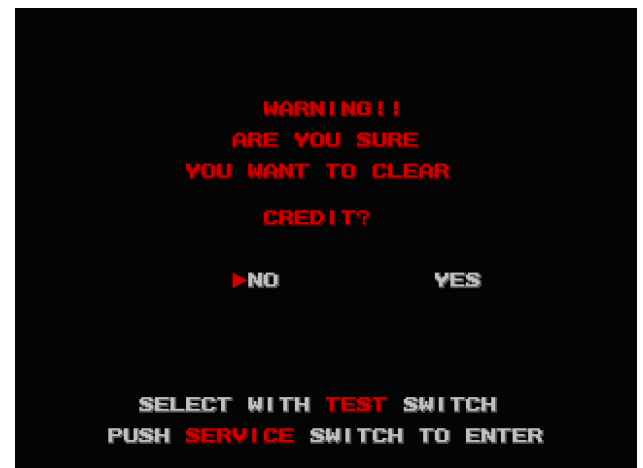 WARNING!!
ARE YOU SURE
YOU WANT TO CLEAR
CREDIT?
►NO YES
SELECT WITH TEST SWITCH
PUSH SERVICE SWITCH TO ENTER